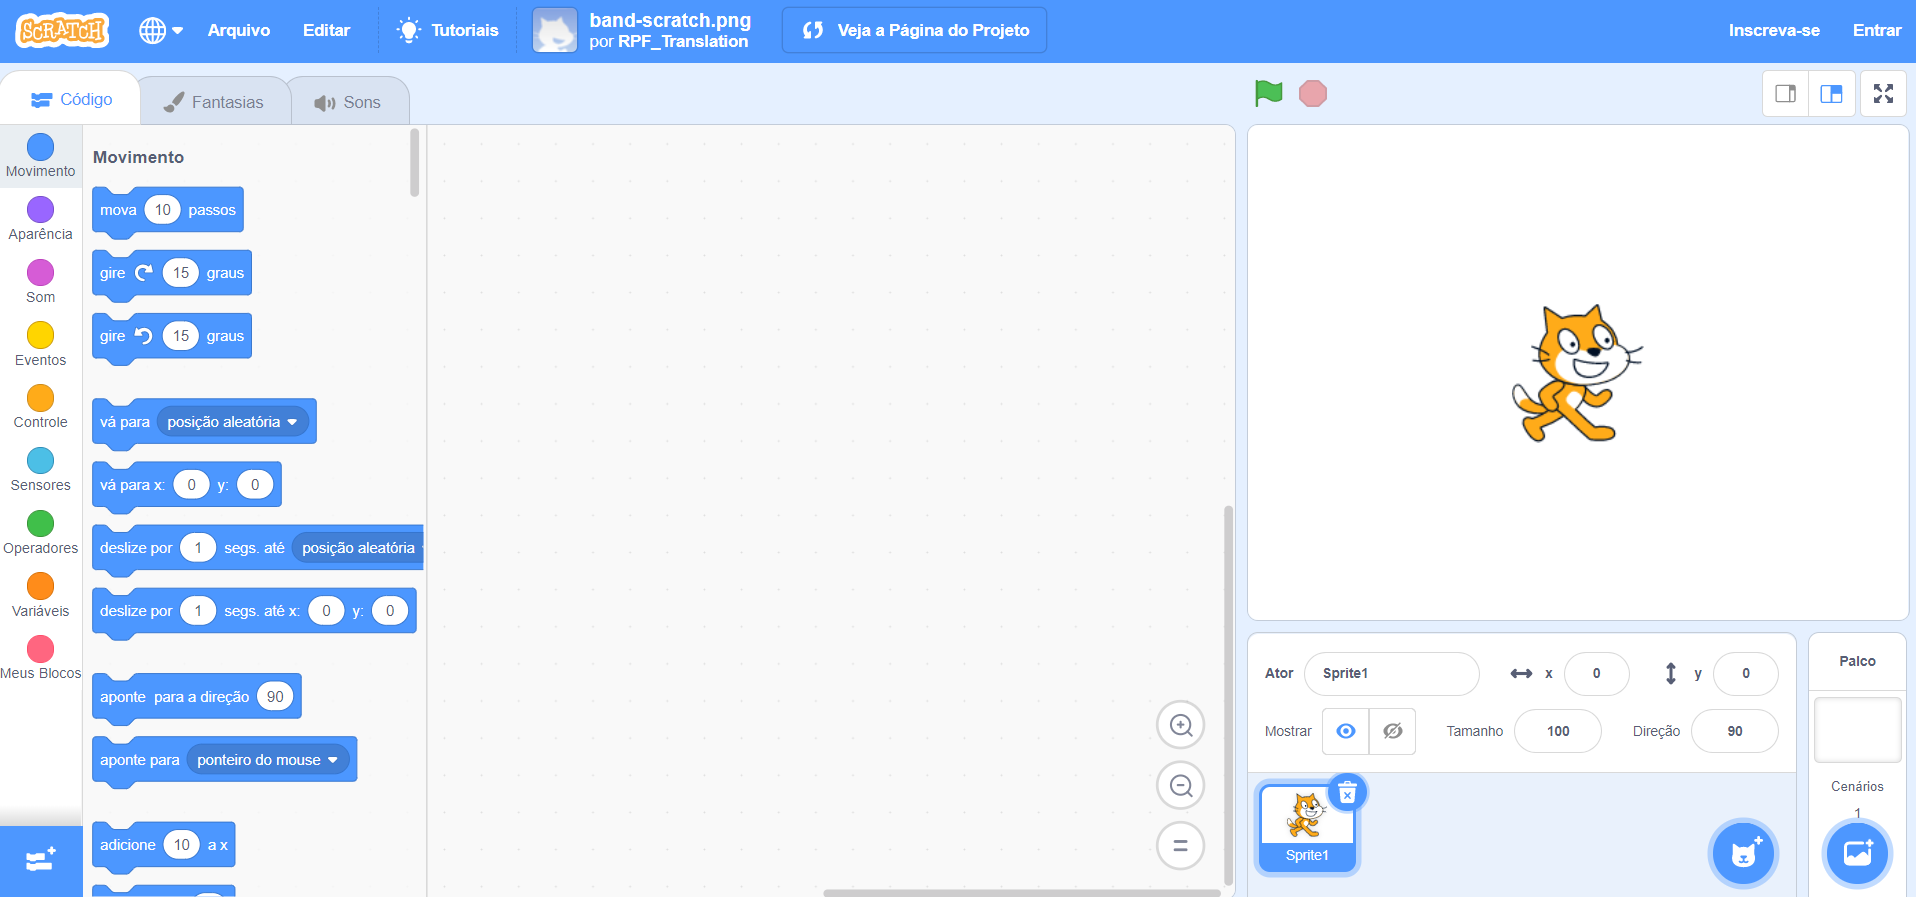 SCRATCH
Arquivo
Editar
Tutoriais
band-scratch.png
por RPF_Translation
Veja a Página do Projeto
Inscreva-se
Entrar
Código
Fantasias
Sons
Movimento
Aparência
Som
Eventos
Controle
Sensores
Operadores
Variáveis
Meus Blocos
Movimento
mova 10 passos
gire 15 graus
gire 15 graus
vá para posição aleatória
vá para x: 0 y: 0
deslize por 1 segs. até posição aleatória
deslize por 1 segs. até x: 0 y: 0
aponte para a direção 90
aponte para ponteiro do mouse
adicione 10 a x
Ator Sprite1 x 0 y 0
Mostrar Tamanho 100 Direção 90
Sprite1
Palco
Cenários
1